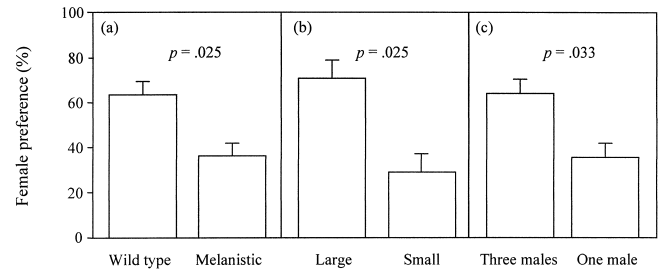 100
(a)
(b)
(c)
p = .025
p = .025
p = .033
80
60
40
20
0
Female preference (%)
Wild type
Melanistic
Large
Small
Three males
One male